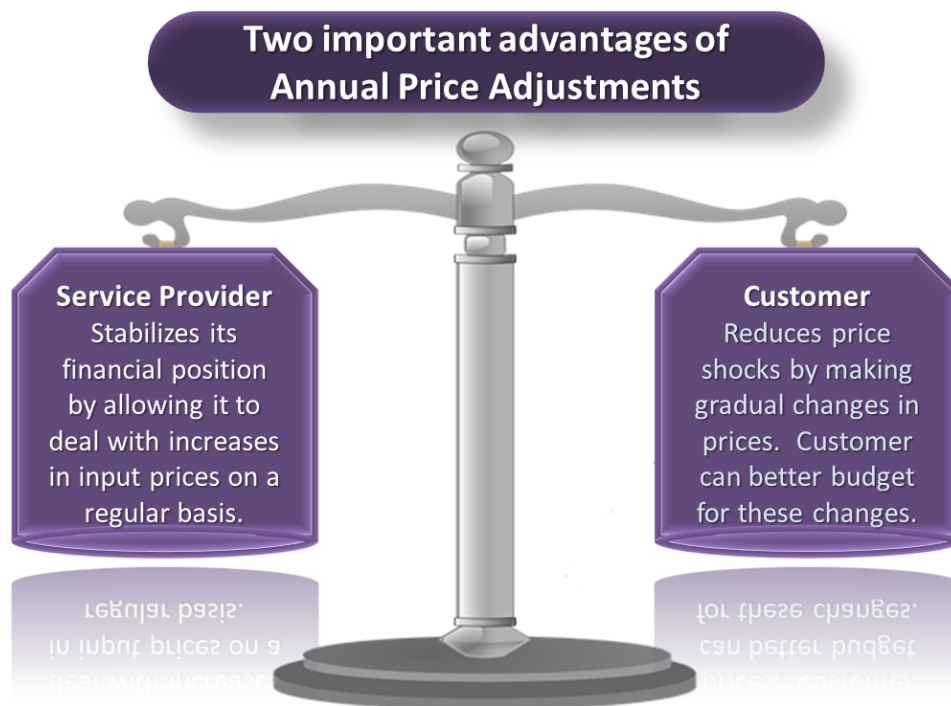 Two important advantages of
Annual Price Adjustments
Service Provider
Stabilizes its
financial position
by allowing it to
deal with increases
in input prices on a
regular basis.
Customer
Reduces price
shocks by making
gradual changes in
prices.  Customer
can better budget
for these changes.